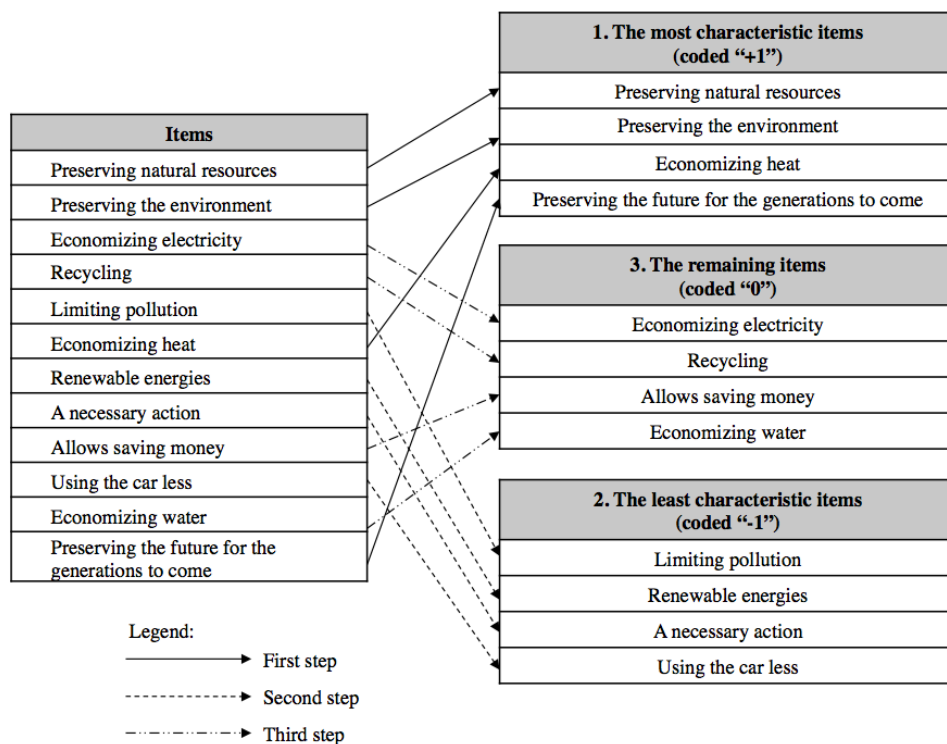 Items
Preserving natural resources
Preserving the environment
Economizing electricity
Recycling
Limiting pollution
Economizing heat
Renewable energies
A necessary action
Allows saving money
Using the car less
Economizing water
Preserving the future for the
generations to come
1. The most characteristic items
(coded “+1”)
Preserving natural resources
Preserving the environment
Economizing heat
Preserving the future for the generations to come
3. The remaining items
(coded “0”)
Economizing electricity
Recycling
Allows saving money
Economizing water
2. The least characteristic items
(coded “-1”)
Limiting pollution
Renewable energies
A necessary action
Using the car less
Legend:
First step
Second step
Third step